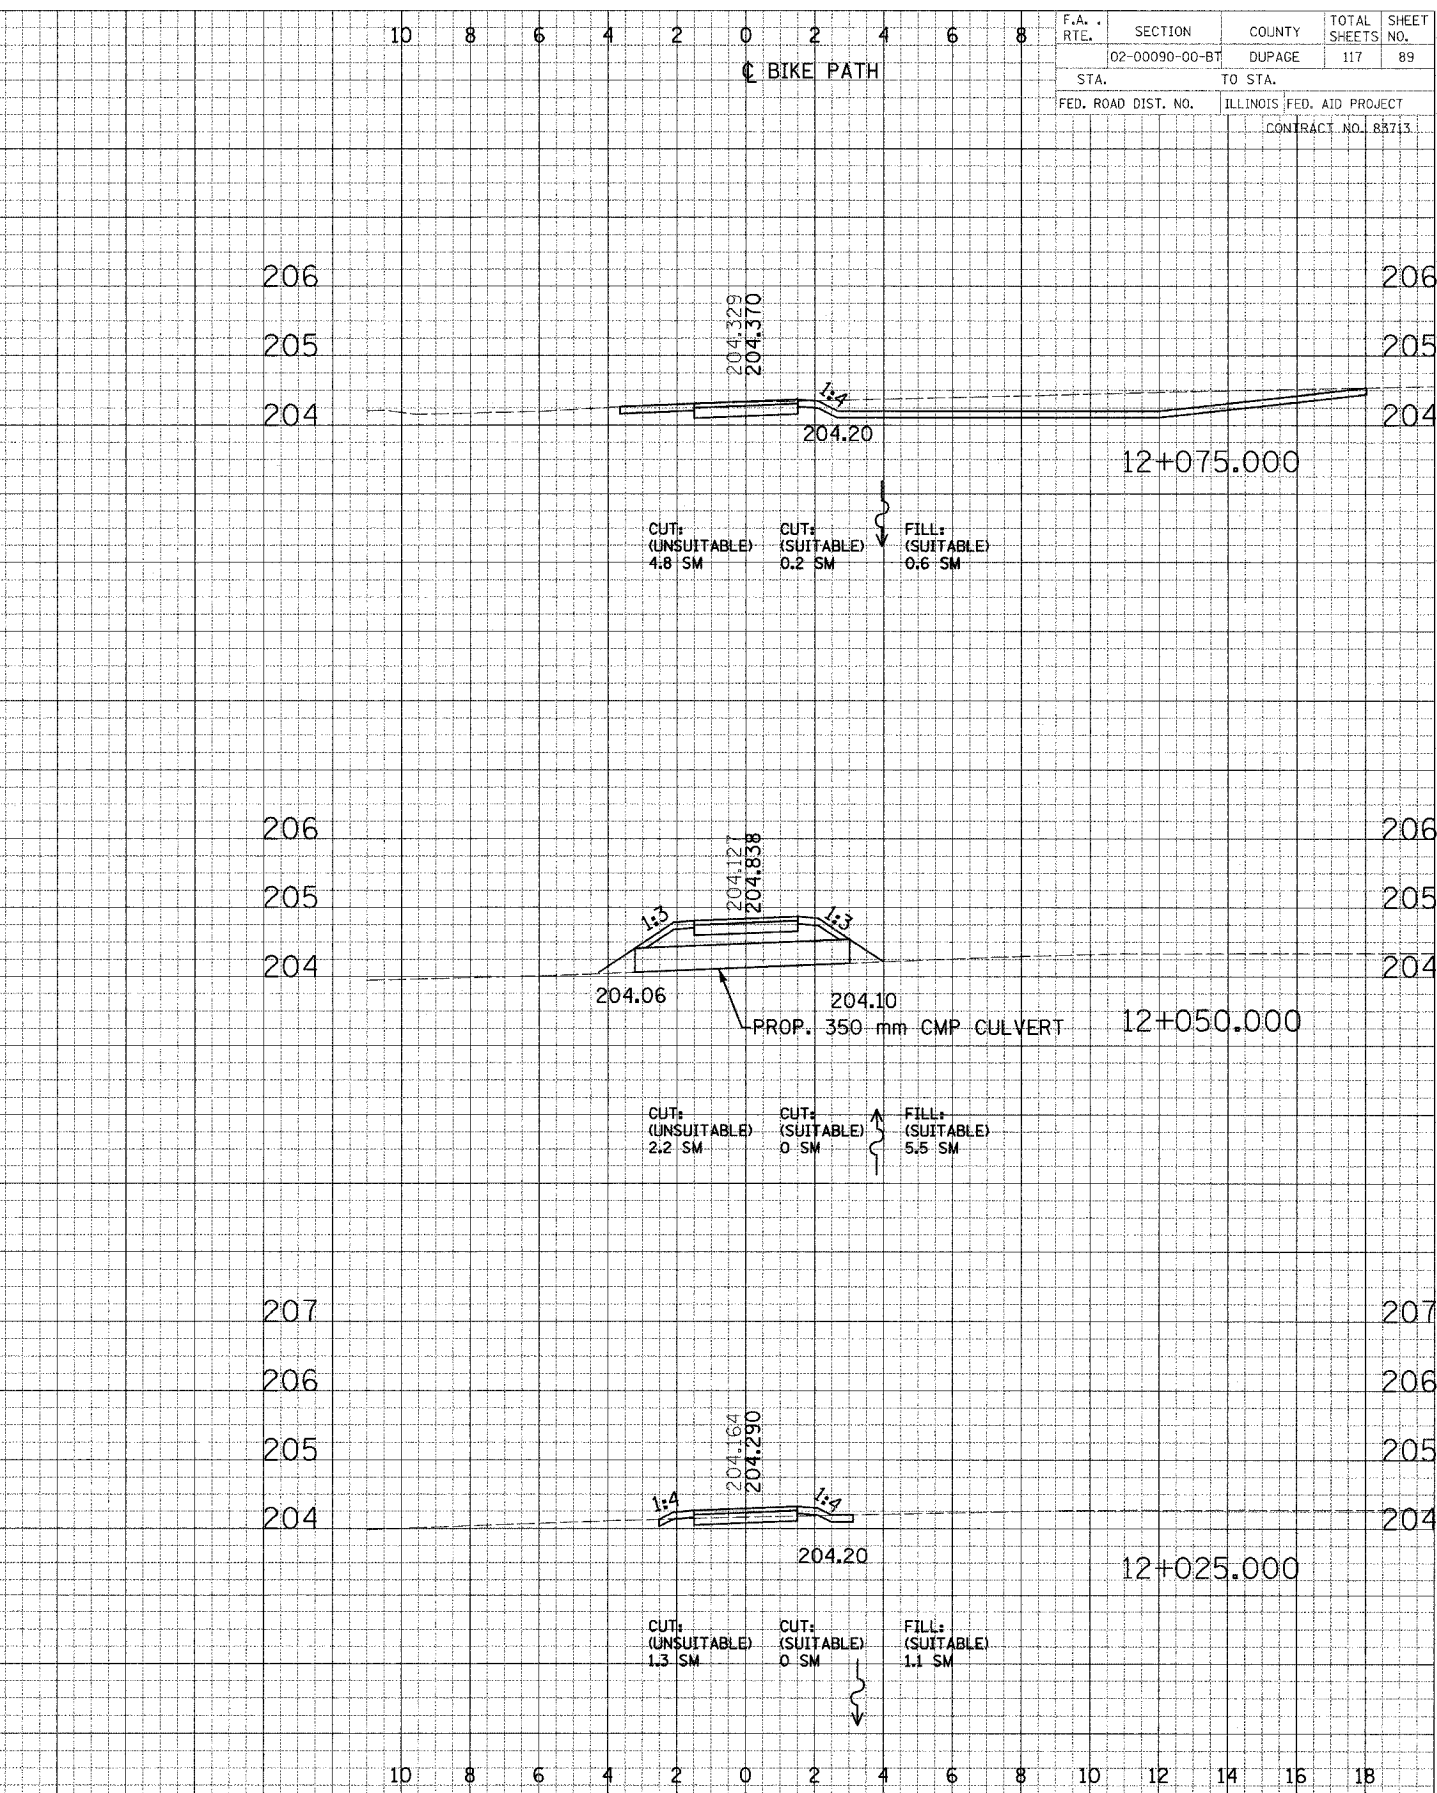 10 8 6 4 2 0 2 4 6 8
℄ BIKE PATH
F.A. . RTE. SECTION COUNTY TOTAL SHEETS SHEET NO.
02-00090-00-BT DUPAGE 117 89
STA. TO STA.
FED. ROAD DIST. NO. ILLINOIS FED. AID PROJECT
CONTRACT NO. 83713
206 206
204.329
204.370
205 205
1:4
204 204
204.20
12+075.000
CUT: (UNSUITABLE) 4.8 SM
CUT: (SUITABLE) 0.2 SM
FILL: (SUITABLE) 0.6 SM
206 206
204.127
204.838
205 205
1:3 1:3
204 204
204.06 204.10
PROP. 350 mm CMP CULVERT
12+050.000
CUT: (UNSUITABLE) 2.2 SM
CUT: (SUITABLE) 0 SM
FILL: (SUITABLE) 5.5 SM
207 207
206 206
204.164
204.290
205 205
1:4 1:4
204 204
204.20
12+025.000
CUT: (UNSUITABLE) 1.3 SM
CUT: (SUITABLE) 0 SM
FILL: (SUITABLE) 1.1 SM
10 8 6 4 2 0 2 4 6 8 10 12 14 16 18